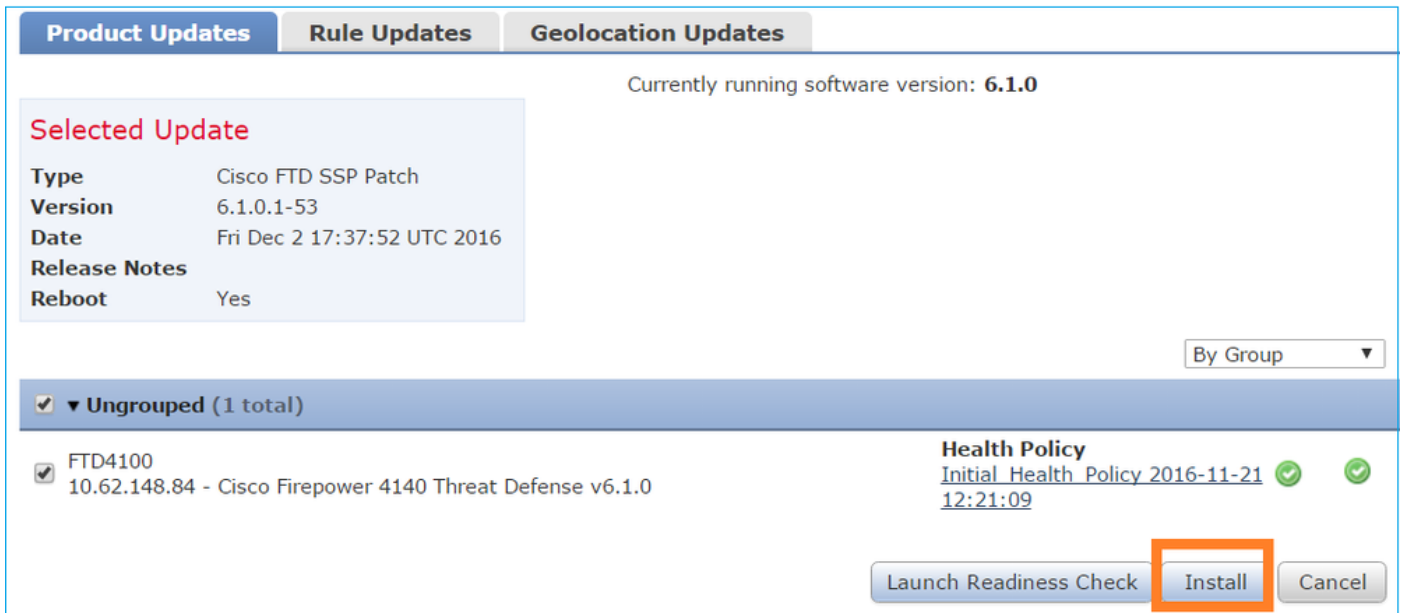 Product Updates Rule Updates Geolocation Updates
Currently running software version: 6.1.0
Selected Update
Type Cisco FTD SSP Patch
Version 6.1.0.1-53
Date Fri Dec 2 17:37:52 UTC 2016
Release Notes
Reboot Yes
By Group
Ungrouped (1 total)
FTD4100
10.62.148.84 - Cisco Firepower 4140 Threat Defense v6.1.0
Health Policy
Initial_Health_Policy 2016-11-21
12:21:09
Launch Readiness Check Install Cancel